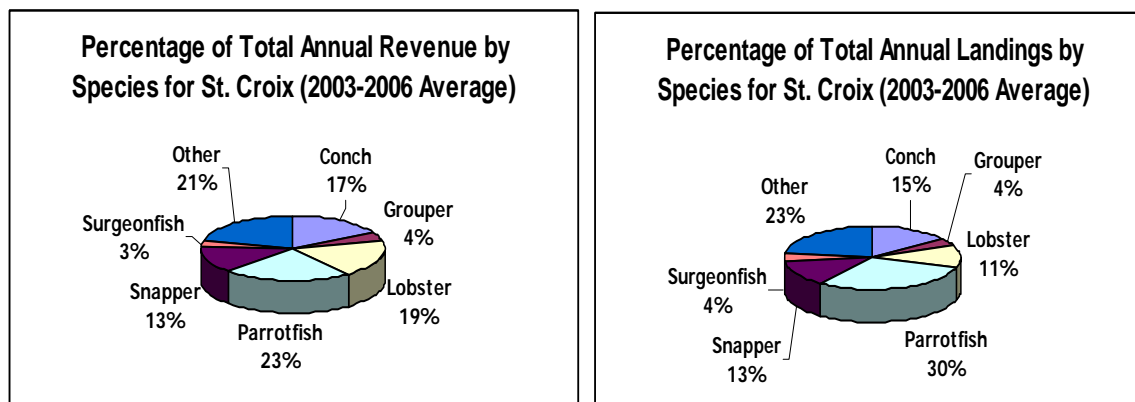 Percentage of Total Annual Revenue by
Species for St. Croix (2003-2006 Average)
Other
21%
Conch
17%
Grouper
4%
Surgeonfish
3%
Lobster
19%
Snapper
13%
Parrotfish
23%
Percentage of Total Annual Landings by
Species for St. Croix (2003-2006 Average)
Conch
15%
Grouper
4%
Other
23%
Lobster
11%
Surgeonfish
4%
Snapper
13%
Parrotfish
30%